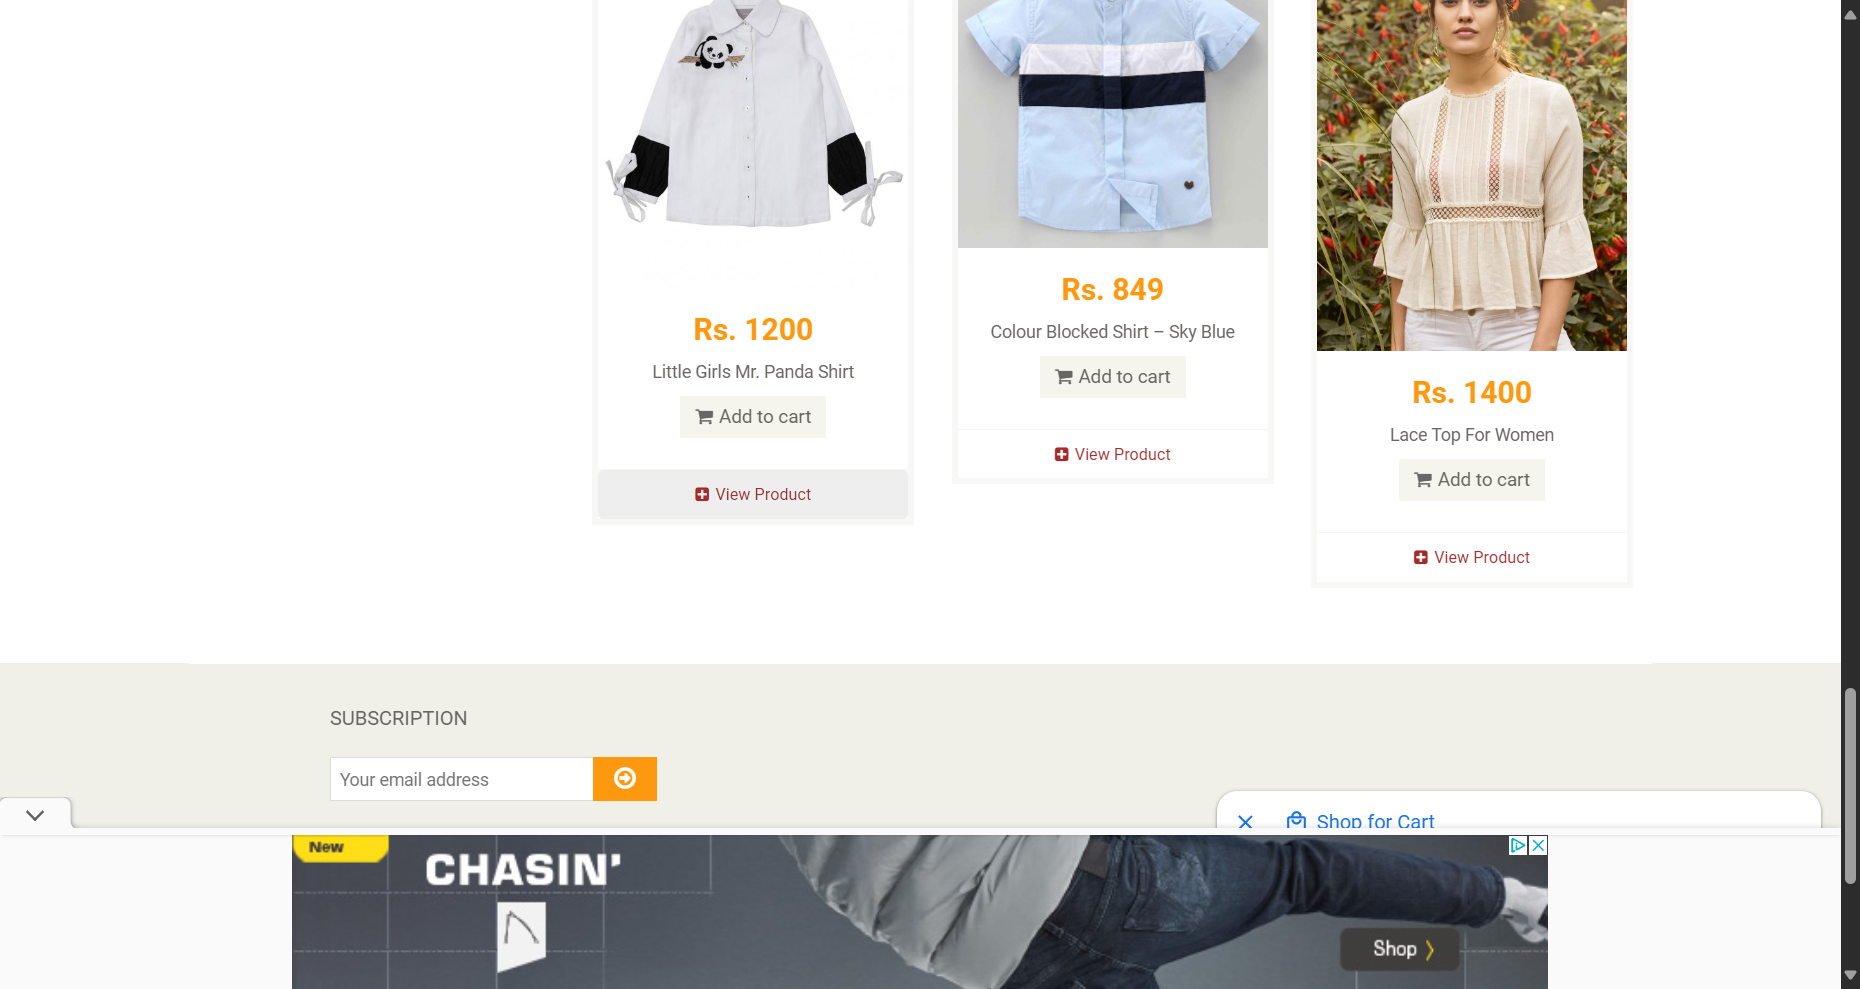 Rs. 1200
Little Girls Mr. Panda Shirt
Add to cart
View Product
Rs. 849
Colour Blocked Shirt – Sky Blue
Add to cart
View Product
Rs. 1400
Lace Top For Women
Add to cart
View Product
SUBSCRIPTION
Your email address
Shop for Cart
New
CHASIN'
Shop